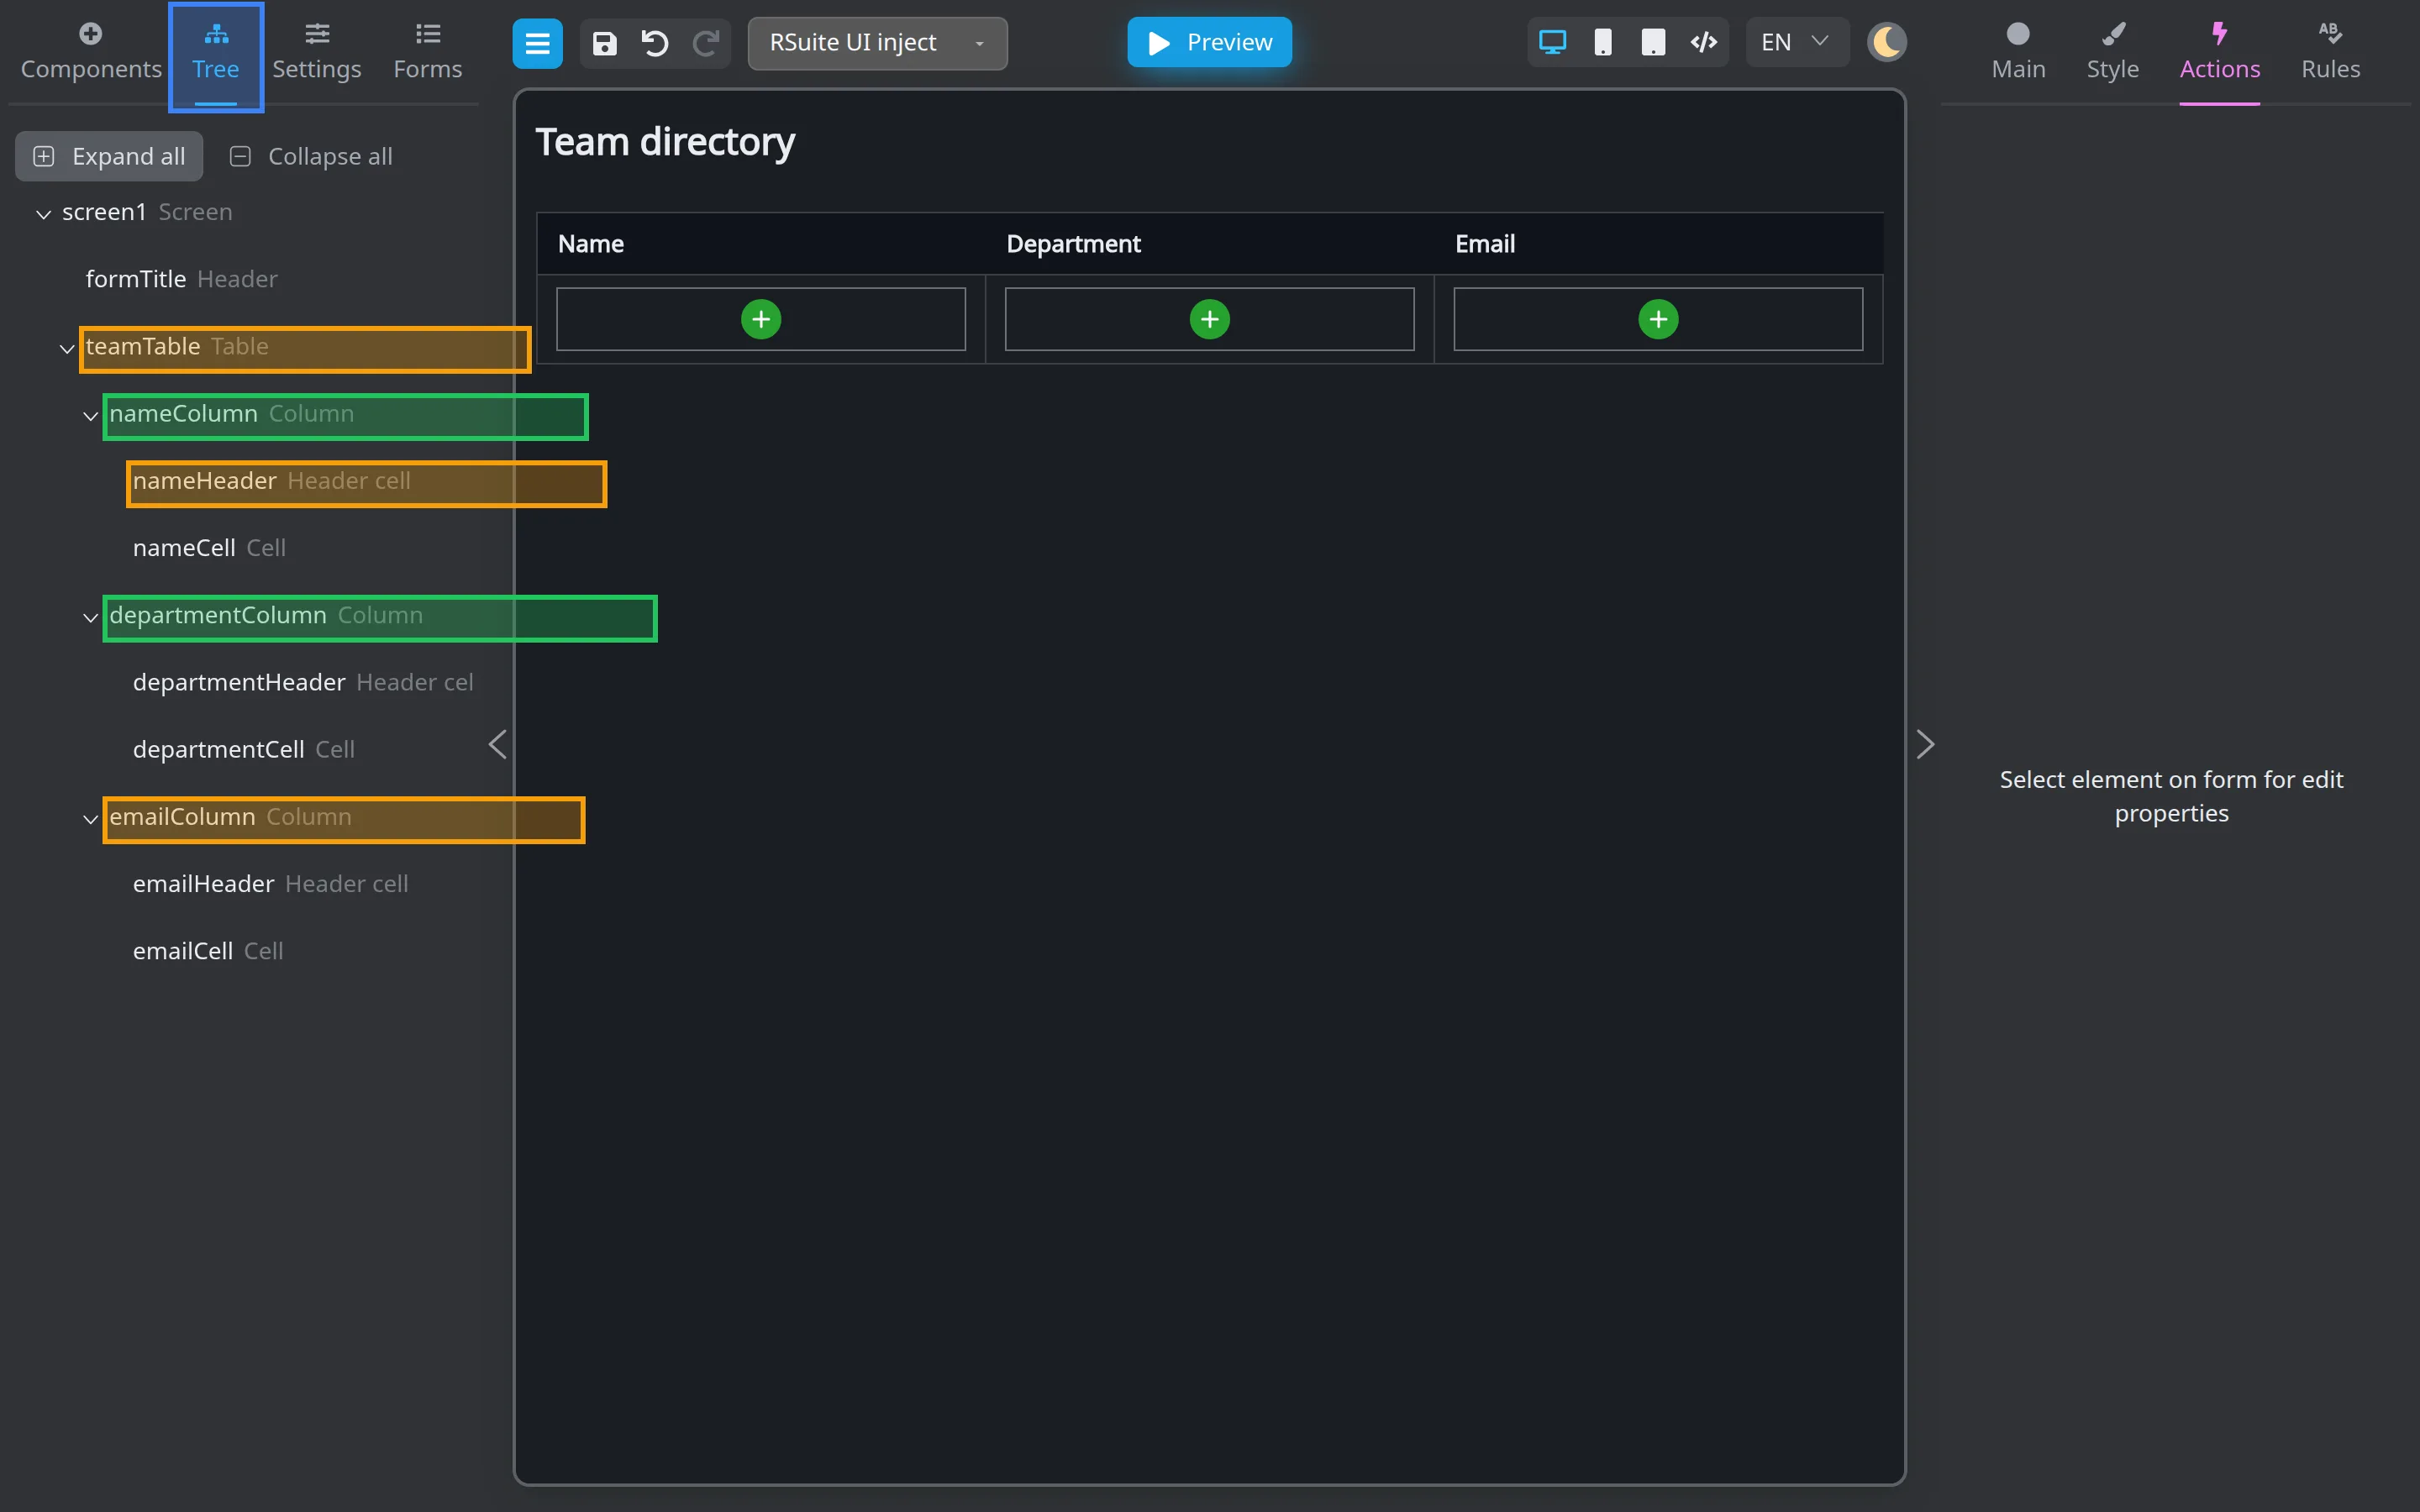 Components Tree Settings Forms
RSuite UI inject
Preview
EN
Main Style Actions Rules
Expand all Collapse all
screen1 Screen
formTitle Header
teamTable Table
nameColumn Column
nameHeader Header cell
nameCell Cell
departmentColumn Column
departmentHeader Header cel
departmentCell Cell
emailColumn Column
emailHeader Header cell
emailCell Cell
Team directory
Name Department Email
Select element on form for edit
properties